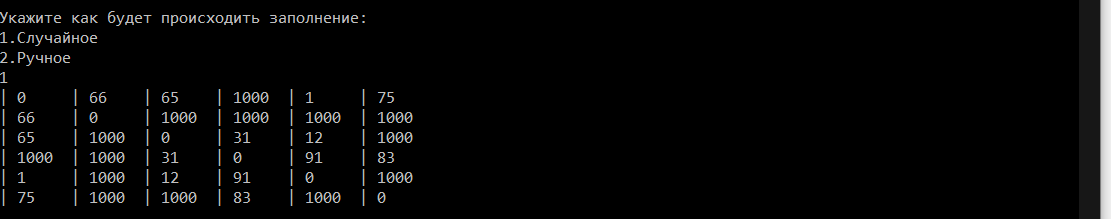 Укажите как будет происходить заполнение:
1.Случайное
2.Ручное
1
| 0 | 66 | 65 | 1000 | 1 | 75
| 66 | 0 | 1000 | 1000 | 1000 | 1000
| 65 | 1000 | 0 | 31 | 12 | 1000
| 1000 | 1000 | 31 | 0 | 91 | 83
| 1 | 1000 | 12 | 91 | 0 | 1000
| 75 | 1000 | 1000 | 83 | 1000 | 0